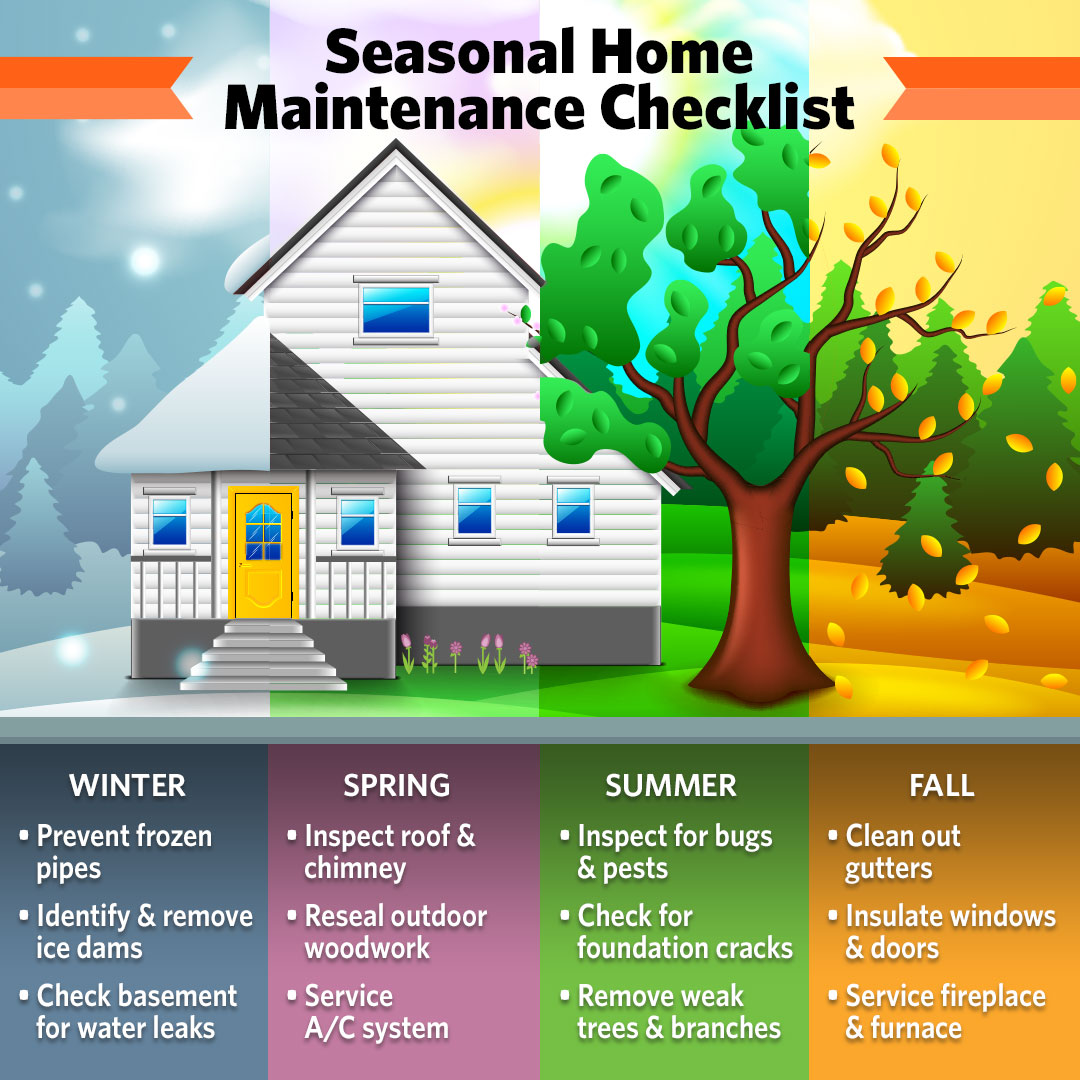 Seasonal Home
Maintenance Checklist
WINTER
• Prevent frozen
pipes
• Identify & remove
ice dams
• Check basement
for water leaks
SPRING
• Inspect roof &
chimney
• Reseal outdoor
woodwork
• Service
A/C system
SUMMER
• Inspect for bugs
& pests
• Check for
foundation cracks
• Remove weak
trees & branches
FALL
• Clean out
gutters
• Insulate windows
& doors
• Service fireplace
& furnace